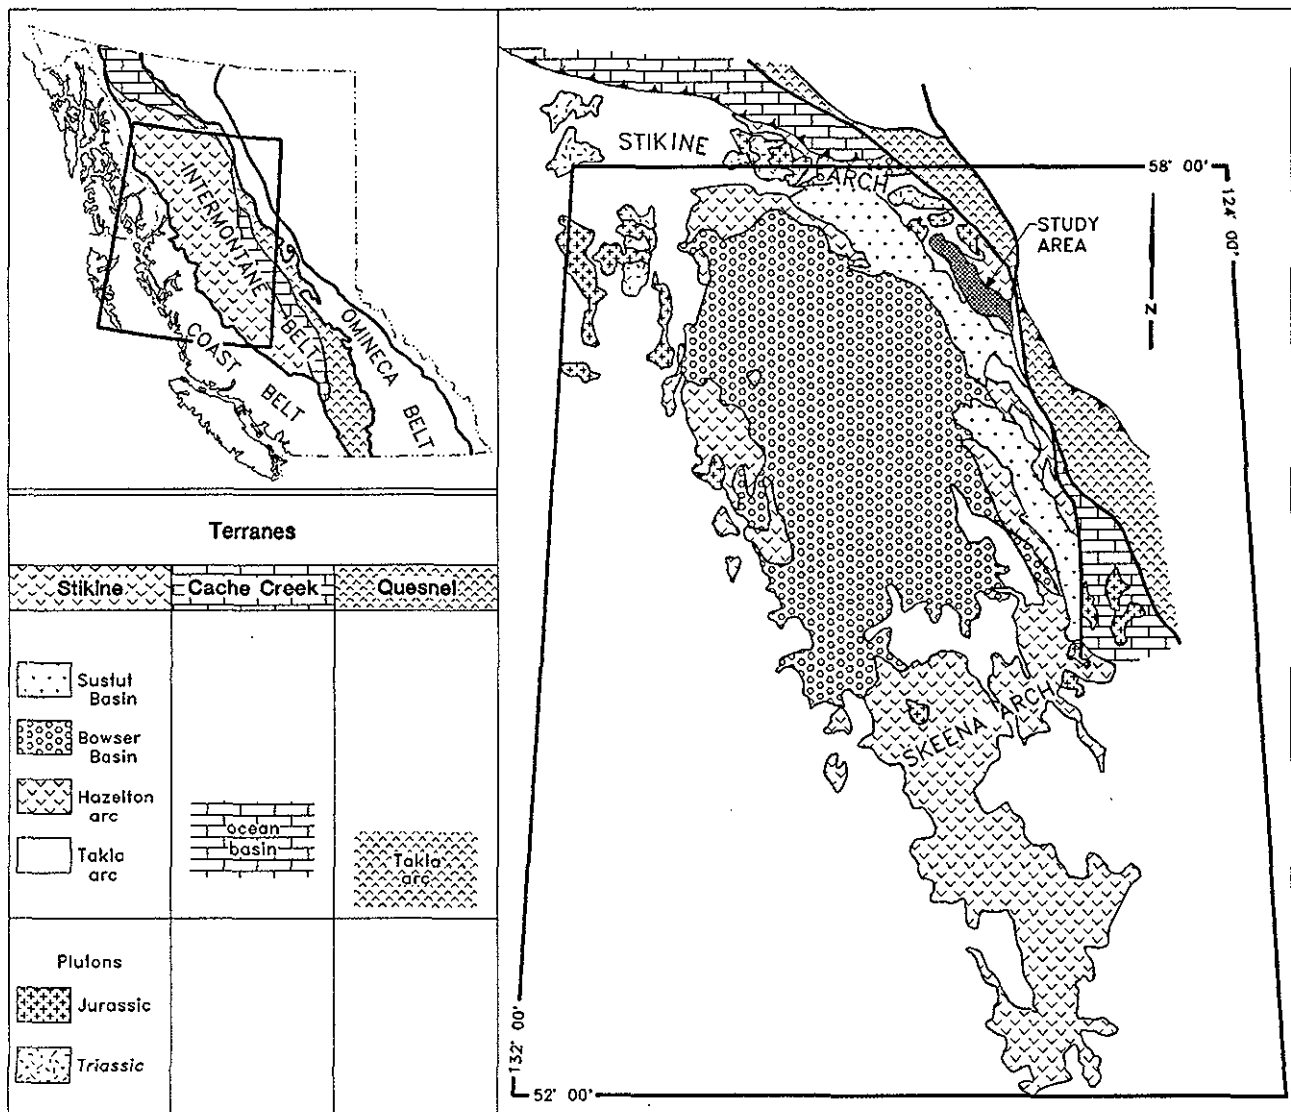 INTERMONTANE
BELT
COAST
BELT
OMINECA
BELT
Terranes
Stikine
Cache Creek
Quesnel
Sustut
Basin
Bowser
Basin
Hazelton
arc
Takla
arc
ocean
basin
Takla
arc
Plutons
Jurassic
Triassic
STIKINE
ARCH
58° 00'
124° 00'
STUDY
AREA
N
SKEENA ARCH
132° 00'
52° 00'